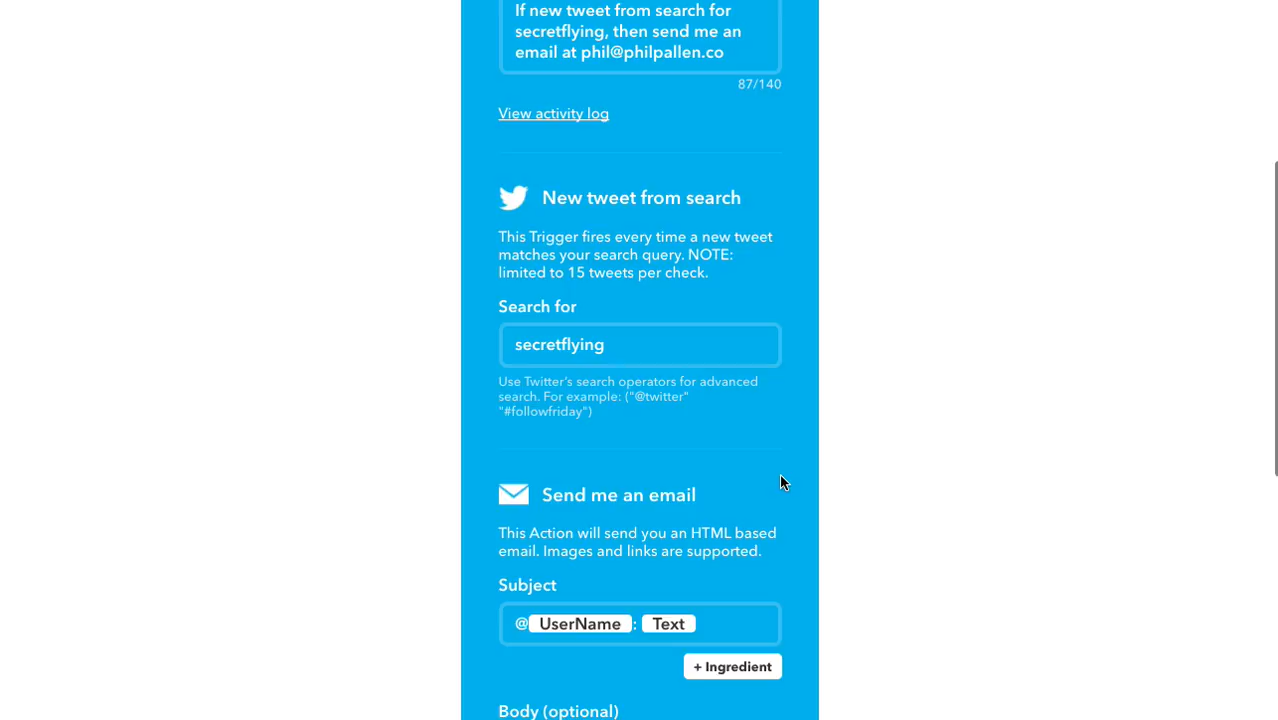 If new tweet from search for
secretflying, then send me an
email at phil@philpallen.co
87/140
View activity log
New tweet from search
This Trigger fires every time a new tweet
matches your search query. NOTE:
limited to 15 tweets per check.
Search for
secretflying
Use Twitter's search operators for advanced
search. For example: ("@twitter"
"#followfriday")
Send me an email
This Action will send you an HTML based
email. Images and links are supported.
Subject
@ UserName : Text
+ Ingredient
Body (optional)